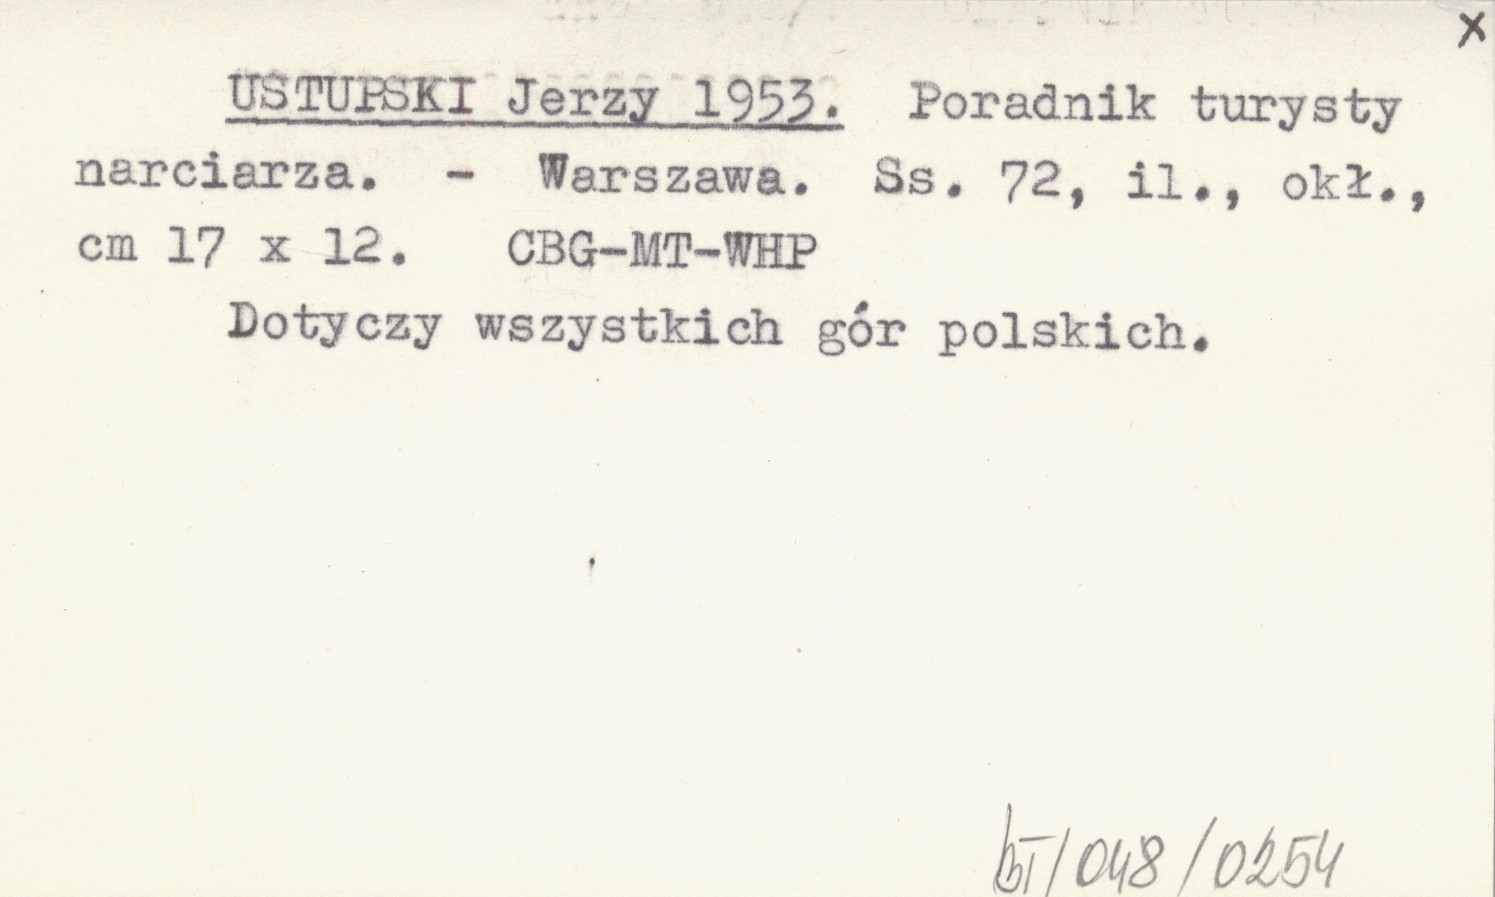 x
USTUPSKI Jerzy 1953. Poradnik turysty
narciarza. - Warszawa. Ss. 72, il., okł.,
cm 17 x 12. CBG-MT-WHP
Dotyczy wszystkich gór polskich.
bT/048/0254